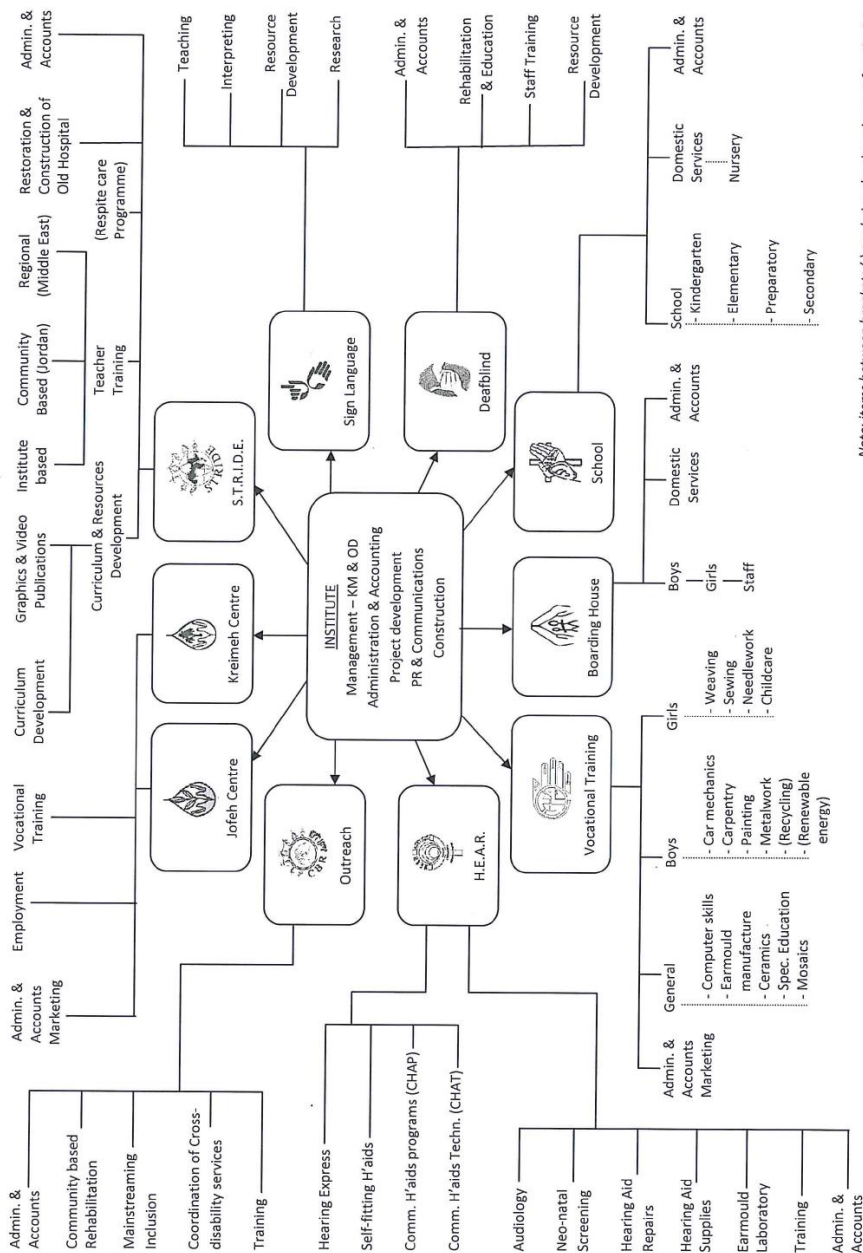 Admin. &
Accounts
Community based
Rehabilitation
Mainstreaming
Inclusion
Coordination of Cross-
disability services
Training
Admin. &
Accounts
Marketing
Employment
Vocational
Training
Curriculum
Development
Graphics & Video
Publications
Institute
based
Community
Based (Jordan)
Regional
(Middle East)
Restoration &
Construction of
Old Hospital
Admin. &
Accounts
Curriculum & Resources
Development
Teacher
Training
(Respite care
Programme)
Teaching
Interpreting
Resource
Development
Research
Outreach
CBR
Jofeh Centre
Kreimeh Centre
S.T.R.I.D.E.
STRIDE
Sign Language
Hearing Express
Self-fitting H'aids
Comm. H'aids programs (CHAP)
Comm. H'aids Techn. (CHAT)
INSTITUTE
Management – KM & OD
Administration & Accounting
Project development
PR & Communications
Construction
H.E.A.R.
Deafblind
Admin. &
Accounts
Rehabilitation
& Education
Staff Training
Resource
Development
Vocational Training
Boarding House
School
Audiology
Neo-natal
Screening
Hearing Aid
Repairs
Hearing Aid
Supplies
Earmould
Laboratory
Training
Admin. &
Accounts
Admin. &
Accounts
Marketing
General
- Computer skills
- Earmould
manufacture
- Ceramics
- Spec. Education
- Mosaics
Boys
- Car mechanics
- Carpentry
- Painting
- Metalwork
- (Recycling)
- (Renewable
energy)
Girls
- Weaving
- Sewing
- Needlework
- Childcare
Boys
Girls
Staff
Domestic
Services
Admin. &
Accounts
School
- Kindergarten
- Elementary
- Preparatory
- Secondary
Domestic
Services
Nursery
Admin. &
Accounts